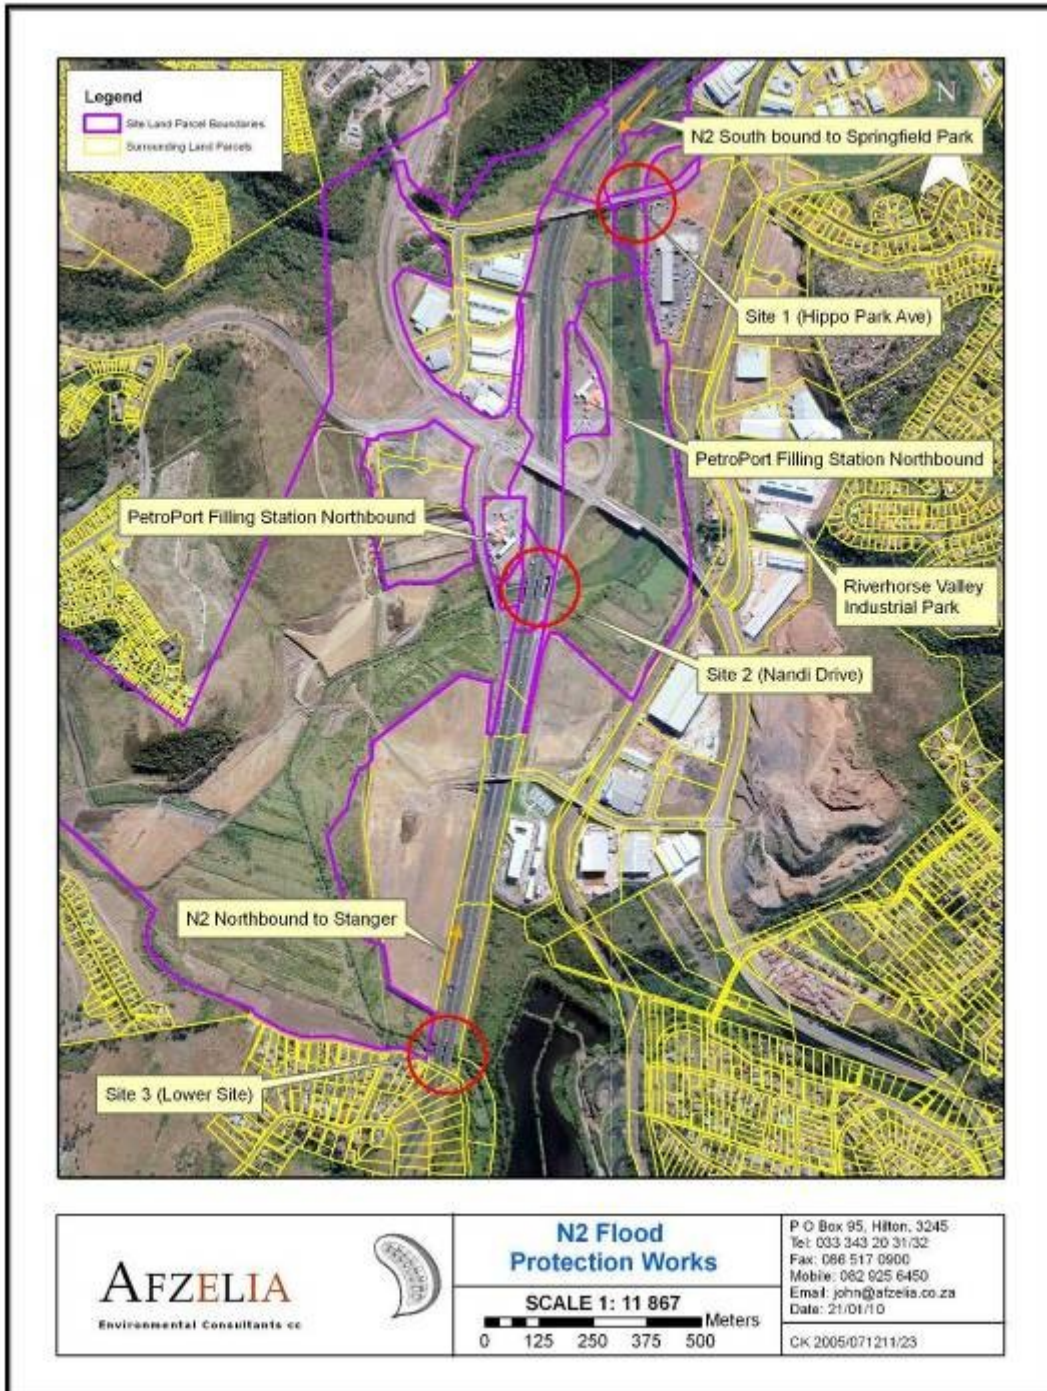 Legend
Site Land Parcel Boundaries
Surrounding Land Parcels
N
N2 South bound to Springfield Park
Site 1 (Hippo Park Ave)
PetroPort Filling Station Northbound
PetroPort Filling Station Northbound
Riverhorse Valley
Industrial Park
Site 2 (Nandi Drive)
N2 Northbound to Stanger
Site 3 (Lower Site)
AFZELIA
Environmental Consultants cc
N2 Flood
Protection Works
SCALE 1: 11 867
Meters
0 125 250 375 500
P O Box 95, Hilton, 3245
Tel: 033 343 20 31/32
Fax: 086 517 0900
Mobile: 082 925 6450
Email: john@afzelia.co.za
Date: 21/01/10
CK 2005/071211/23